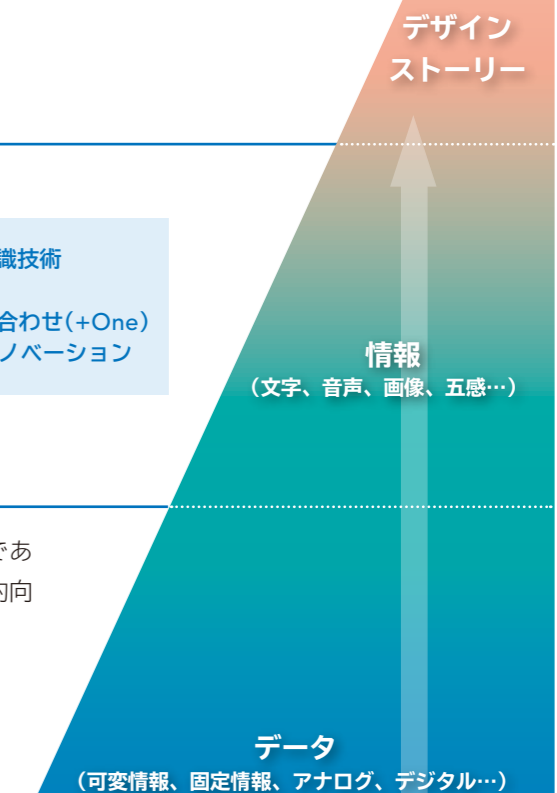 デザイン
ストーリー
識技術
合わせ(+One)
ノベーション
情報
（文字、音声、画像、五感…）
であ
的向
データ
（可変情報、固定情報、アナログ、デジタル…）